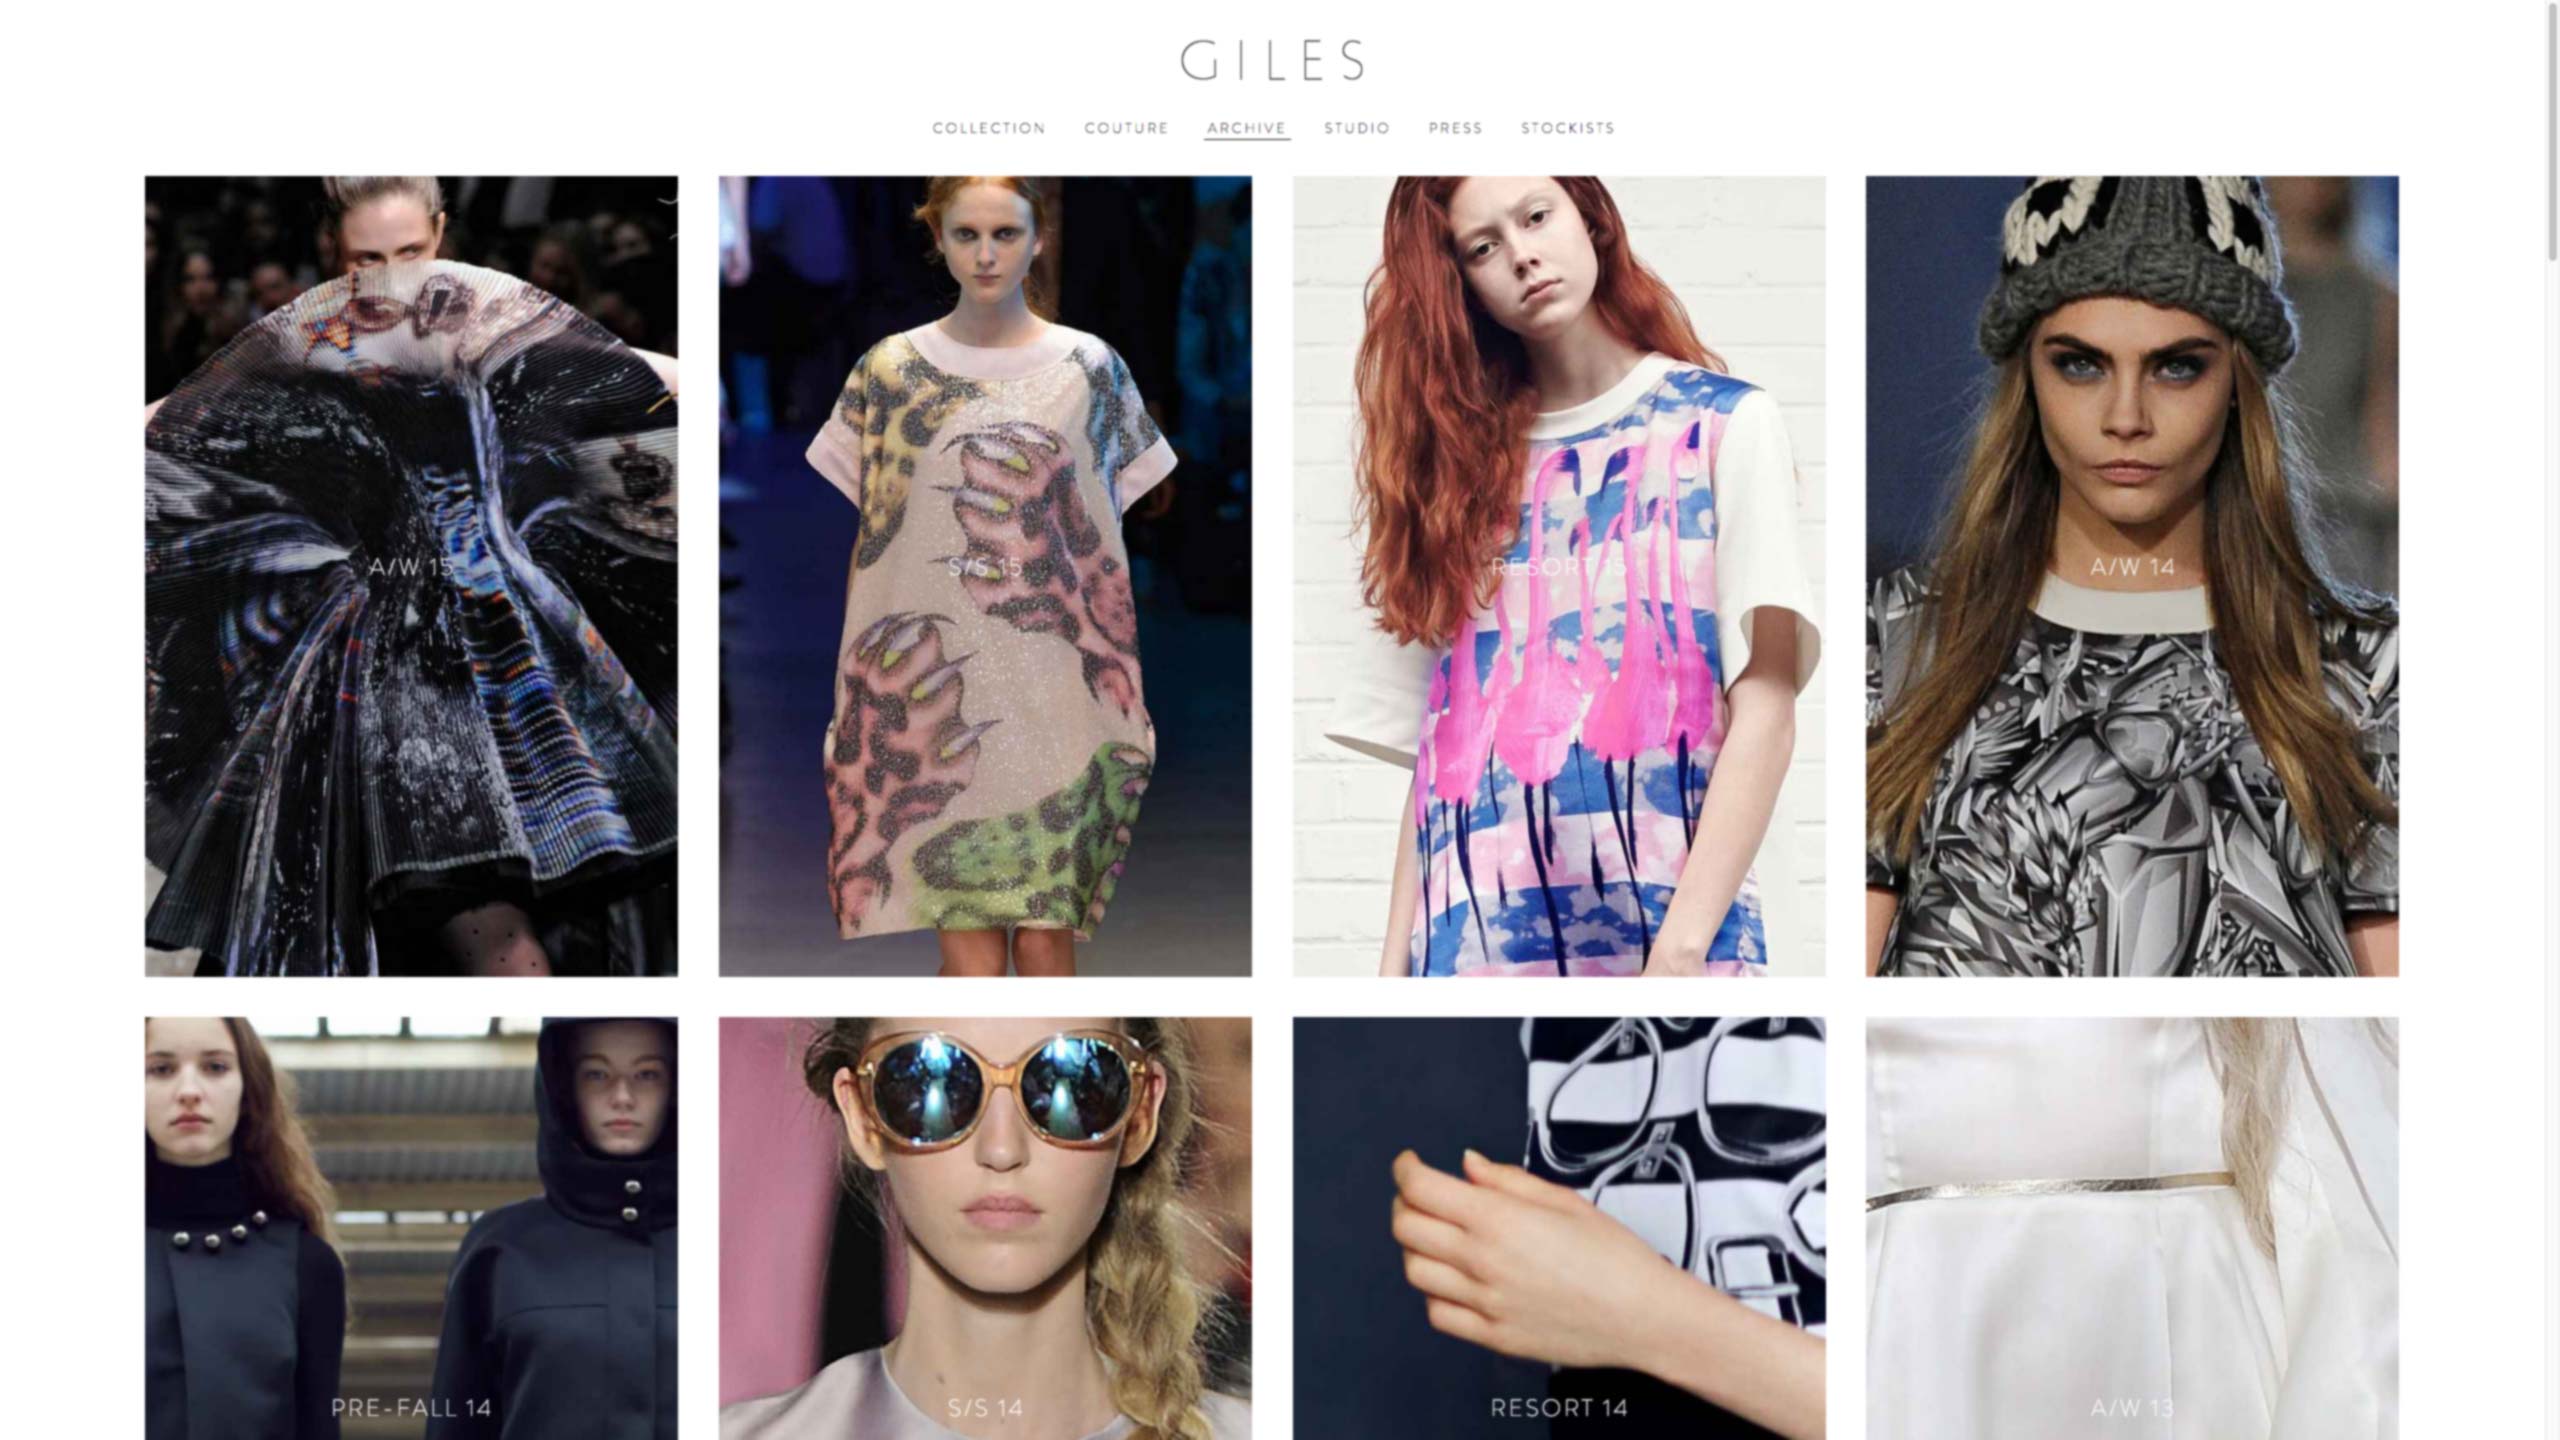 GILES
COLLECTION COUTURE ARCHIVE STUDIO PRESS STOCKISTS
A/W 15 S/S 15 RESORT 15 A/W 14
PRE-FALL 14 S/S 14 RESORT 14 A/W 13